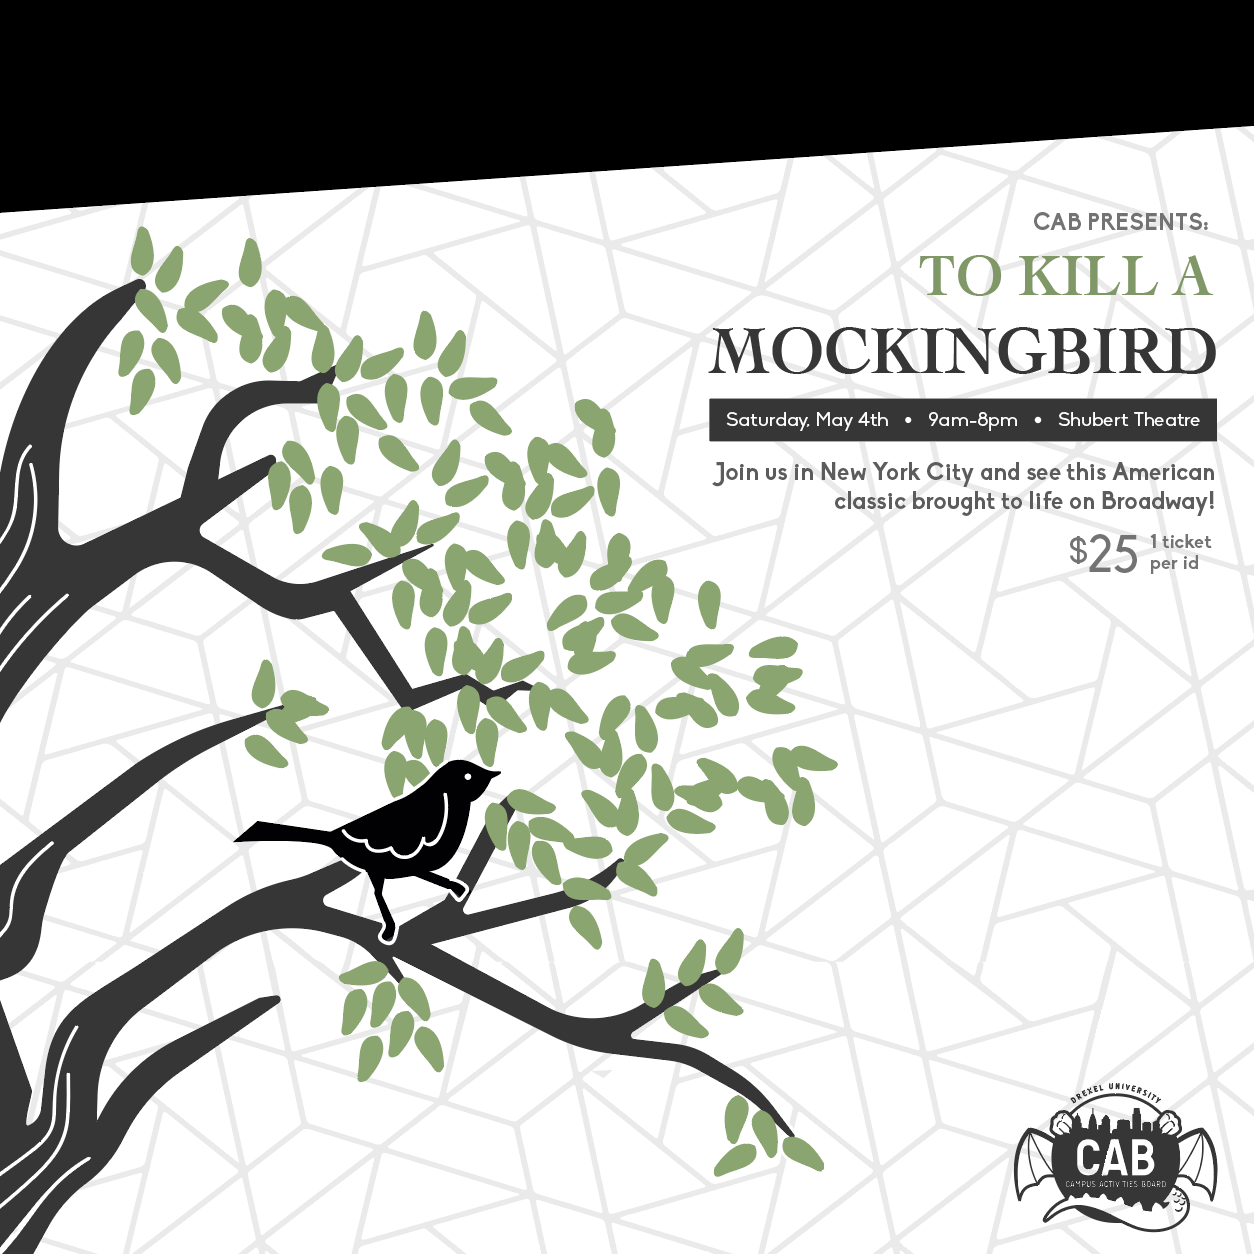 CAB PRESENTS:
TO KILL A
MOCKINGBIRD
Saturday, May 4th • 9am-8pm • Shubert Theatre
Join us in New York City and see this American
classic brought to life on Broadway!
$25 1 ticket
per id
DREXEL UNIVERSITY
CAB
CAMPUS ACTIVITIES BOARD